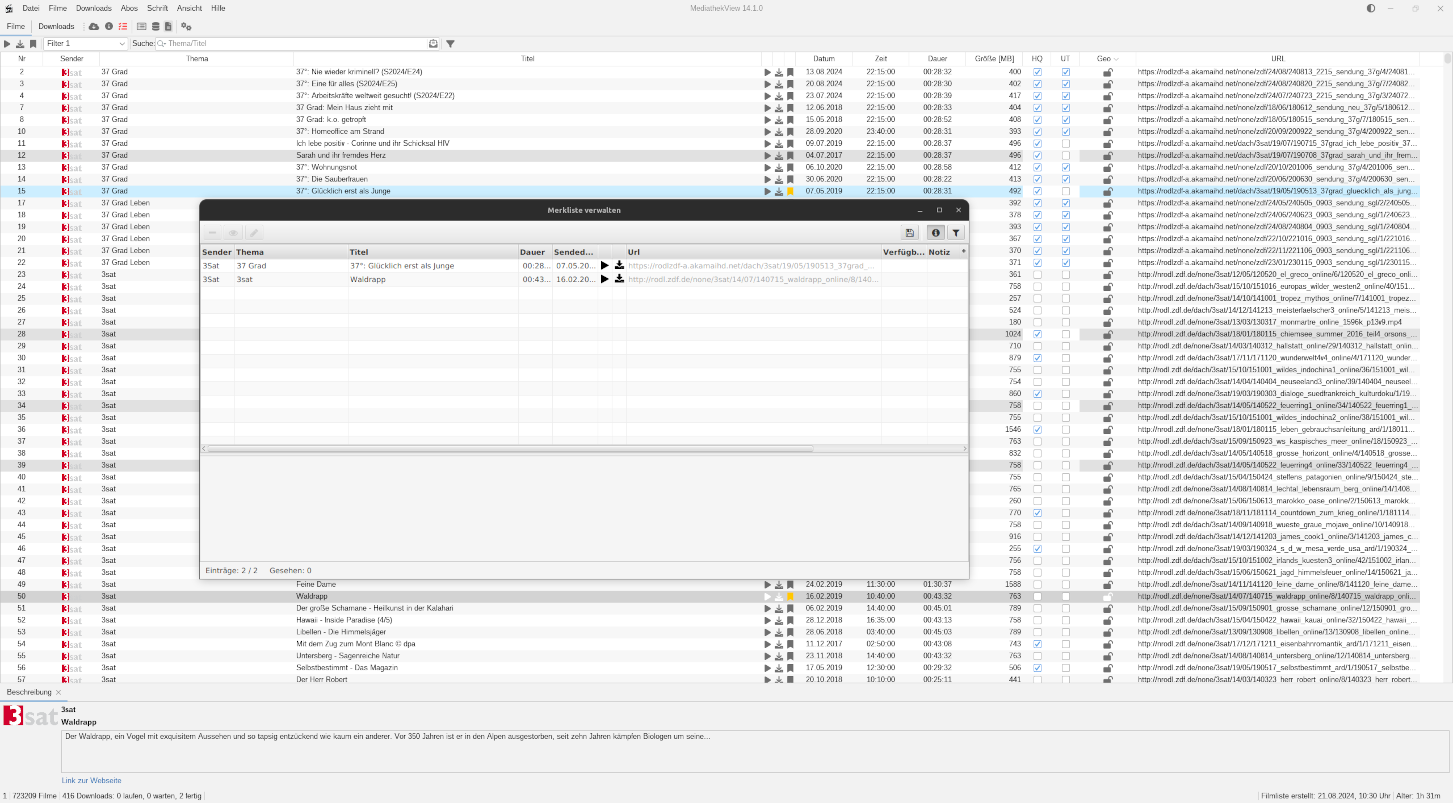 Datei Filme Downloads Abos Schrift Ansicht Hilfe MediathekView 14.1.0
Filme Downloads
Filter 1 Suche: Thema/Titel
Nr Sender Thema Titel Datum Zeit Dauer Größe [MB] HQ UT Geo URL
2 3sat 37 Grad 37°: Nie wieder kriminell? (S2024/E24) 13.08.2024 22:15:00 00:28:32 400 https://rodlzdf-a.akamaihd.net/none/zdf/24/08/240813_2215_sendung_37g/4/24081...
3 3sat 37 Grad 37°: Eine für alles (S2024/E25) 20.08.2024 22:15:00 00:28:30 402 https://rodlzdf-a.akamaihd.net/none/zdf/24/08/240820_2215_sendung_37g/7/24082...
4 3sat 37 Grad 37°: Arbeitskräfte weltweit gesucht! (S2024/E22) 23.07.2024 22:15:00 00:28:39 417 https://rodlzdf-a.akamaihd.net/none/zdf/24/07/240723_2215_sendung_37g/3/24072...
7 3sat 37 Grad 37 Grad: Mein Haus zieht mit 12.06.2018 22:15:00 00:28:33 404 https://rodlzdf-a.akamaihd.net/none/zdf/18/06/180612_sendung_neu_37g/5/180612...
8 3sat 37 Grad 37 Grad: k.o. getropft 15.05.2018 22:15:00 00:28:52 408 https://rodlzdf-a.akamaihd.net/none/zdf/18/05/180515_sendung_37g/7/180515_sen...
10 3sat 37 Grad 37°: Homeoffice am Strand 28.09.2020 23:40:00 00:28:31 393 https://rodlzdf-a.akamaihd.net/none/zdf/20/09/200922_sendung_37g/4/200922_sen...
11 3sat 37 Grad Ich lebe positiv - Corinne und ihr Schicksal HIV 09.07.2019 22:15:00 00:28:37 496 https://rodlzdf-a.akamaihd.net/dach/3sat/19/07/190715_37grad_ich_lebe_positiv_37...
12 3sat 37 Grad Sarah und ihr fremdes Herz 04.07.2017 22:15:00 00:28:37 496 https://rodlzdf-a.akamaihd.net/dach/3sat/19/07/190708_37grad_sarah_und_ihr_frem...
13 3sat 37 Grad 37°: Wohnungsnot 06.10.2020 22:15:00 00:28:58 412 https://rodlzdf-a.akamaihd.net/none/zdf/20/10/201006_sendung_37g/4/201006_sen...
14 3sat 37 Grad 37°: Die Sauberfrauen 30.06.2020 22:15:00 00:28:22 413 https://rodlzdf-a.akamaihd.net/none/zdf/20/06/200630_sendung_37g/4/200630_sen...
15 3sat 37 Grad 37°: Glücklich erst als Junge 07.05.2019 22:15:00 00:28:31 492 https://rodlzdf-a.akamaihd.net/dach/3sat/19/05/190513_37grad_gluecklich_als_jung...
17 3sat 37 Grad Leben 392 https://rodlzdf-a.akamaihd.net/none/zdf/24/05/240505_0903_sendung_sgl/2/240505...
18 3sat 37 Grad Leben 378 https://rodlzdf-a.akamaihd.net/none/zdf/24/06/240623_0903_sendung_sgl/1/240623...
19 3sat 37 Grad Leben 393 https://rodlzdf-a.akamaihd.net/none/zdf/24/08/240804_0903_sendung_sgl/1/240804...
20 3sat 37 Grad Leben 367 https://rodlzdf-a.akamaihd.net/none/zdf/22/10/221016_0903_sendung_sgl/1/221016...
21 3sat 37 Grad Leben 370 https://rodlzdf-a.akamaihd.net/none/zdf/22/11/221106_0903_sendung_sgl/1/221106...
22 3sat 37 Grad Leben 371 https://rodlzdf-a.akamaihd.net/none/zdf/23/01/230115_0903_sendung_sgl/1/230115...
23 3sat 3sat 361 http://nrodl.zdf.de/none/3sat/12/05/120520_el_greco_online/6/120520_el_greco_onli...
24 3sat 3sat 758 http://rodl.zdf.de/dach/3sat/15/10/151016_europas_wilder_westen2_online/40/151...
25 3sat 3sat 257 http://rodl.zdf.de/none/3sat/14/10/141001_tropez_mythos_online/7/141001_tropez_...
26 3sat 3sat 524 http://rodl.zdf.de/none/3sat/14/12/141213_meisterfaelscher3_online/5/141213_meis...
27 3sat 3sat 180 http://nrodl.zdf.de/none/3sat/13/03/130317_monmartre_online_1596k_p13v9.mp4
28 3sat 3sat 1024 http://rodl.zdf.de/dach/3sat/18/01/180115_chiemsee_summer_2016_teil4_orsons_...
29 3sat 3sat 710 http://rodl.zdf.de/none/3sat/14/03/140312_hallstatt_online/29/140312_hallstatt_onlin...
30 3sat 3sat 879 http://nrodl.zdf.de/dach/3sat/17/11/171120_wunderwelt4v4_online/4/171120_wunder...
31 3sat 3sat 755 http://rodl.zdf.de/dach/3sat/15/10/151001_wildes_indochina1_online/36/151001_wil...
32 3sat 3sat 754 http://rodl.zdf.de/dach/3sat/14/04/140404_neuseeland3_online/39/140404_neuseel...
33 3sat 3sat 860 http://rodl.zdf.de/none/3sat/19/03/190303_dialoge_suedfrankreich_kulturdoku/1/19...
34 3sat 3sat 758 http://rodl.zdf.de/dach/3sat/14/05/140522_feuerring1_online/34/140522_feuerring1_...
35 3sat 3sat 755 http://rodl.zdf.de/dach/3sat/15/10/151001_wildes_indochina2_online/38/151001_wil...
36 3sat 3sat 1546 http://rodl.zdf.de/none/3sat/18/01/180115_leben_gebrauchsanleitung_ard/1/18011...
37 3sat 3sat 763 http://nrodl.zdf.de/dach/3sat/15/09/150923_ws_kaspisches_meer_online/18/150923_...
38 3sat 3sat 832 http://rodl.zdf.de/none/3sat/14/05/140518_grosse_horizont_online/4/140518_grosse...
39 3sat 3sat 758 http://rodl.zdf.de/dach/3sat/14/05/140522_feuerring4_online/33/140522_feuerring4_...
40 3sat 3sat 755 http://nrodl.zdf.de/dach/3sat/15/04/150424_steffens_patagonien_online/9/150424_st...
41 3sat 3sat 765 http://rodl.zdf.de/none/3sat/14/08/140814_lechtal_lebensraum_berg_online/14/1408...
42 3sat 3sat 260 http://rodl.zdf.de/none/3sat/15/06/150613_marokko_oase_online/2/150613_marokk...
43 3sat 3sat 770 http://nrodl.zdf.de/none/3sat/18/11/181114_countdown_zum_krieg_online/1/181114...
44 3sat 3sat 758 http://rodl.zdf.de/dach/3sat/14/09/140918_wueste_graue_mojave_online/10/140918...
45 3sat 3sat 916 http://rodl.zdf.de/none/3sat/14/12/141203_james_cook1_online/3/141203_james_c...
46 3sat 3sat 255 http://rodl.zdf.de/none/3sat/19/03/190324_s_d_w_mesa_verde_usa_ard/1/190324_...
47 3sat 3sat 756 http://rodl.zdf.de/none/3sat/15/10/151002_irlands_kuesten3_online/42/151002_irlan...
48 3sat 3sat 758 http://nrodl.zdf.de/dach/3sat/15/06/150621_jagd_himmelsfeuer_online/18/150621_ja...
49 3sat 3sat Feine Dame 24.02.2019 11:30:00 01:30:37 1588 http://nrodl.zdf.de/none/3sat/14/11/141120_feine_dame_online/8/141120_feine_dame...
50 3sat 3sat Waldrapp 16.02.2019 10:40:00 00:43:32 763 http://rodl.zdf.de/none/3sat/14/07/140715_waldrapp_online/8/140715_waldrapp_onli...
51 3sat 3sat Der große Schamane - Heilkunst in der Kalahari 06.02.2019 14:40:00 00:45:01 789 http://nrodl.zdf.de/dach/3sat/15/09/150901_grosse_schamane_online/12/150901_gro...
52 3sat 3sat Hawaii - Inside Paradise (4/5) 28.12.2018 16:35:00 00:43:13 758 http://rodl.zdf.de/dach/3sat/15/04/150422_hawaii_kauai_online/32/150422_hawaii_...
53 3sat 3sat Libellen - Die Himmelsjäger 28.06.2018 03:40:00 00:45:03 789 http://nrodl.zdf.de/none/3sat/13/09/130908_libellen_online/13/130908_libellen_online...
54 3sat 3sat Mit dem Zug zum Mont Blanc © dpa 11.12.2017 02:50:00 00:43:08 743 http://nrodl.zdf.de/none/3sat/17/12/171211_eisenbahnromantik_ard/1/171211_eisen...
55 3sat 3sat Untersberg - Sagenreiche Natur 23.11.2018 14:40:00 00:43:32 763 http://rodl.zdf.de/none/3sat/14/08/140814_untersberg_online/12/140814_untersberg...
56 3sat 3sat Selbstbestimmt - Das Magazin 17.05.2019 12:30:00 00:29:32 506 http://rodl.zdf.de/none/3sat/19/05/190517_selbstbestimmt_ard/1/190517_selbstbe...
57 3sat 3sat Der Herr Robert 20.10.2018 10:10:00 00:25:11 441 http://rodl.zdf.de/none/3sat/14/03/140323_herr_robert_online/12/140323_herr_robert...
Merkliste verwalten
Sender Thema Titel Dauer Sended... Url Verfügb... Notiz
3Sat 37 Grad 37°: Glücklich erst als Junge 00:28... 07.05.20... https://rodlzdf-a.akamaihd.net/dach/3sat/19/05/190513_37grad_...
3Sat 3sat Waldrapp 00:43... 16.02.20... http://rodl.zdf.de/none/3sat/14/07/140715_waldrapp_online/8/140...
Einträge: 2 / 2 Gesehen: 0
Beschreibung
3sat 3sat
Waldrapp
Der Waldrapp, ein Vogel mit exquisitem Aussehen und so tapsig entzückend wie kaum ein anderer. Vor 350 Jahren ist er in den Alpen ausgestorben, seit zehn Jahren kämpfen Biologen um seine...
Link zur Webseite
1 723209 Filme 416 Downloads: 0 laufen, 0 warten, 2 fertig Filmliste erstellt: 21.08.2024, 10:30 Uhr Alter: 1h 31m